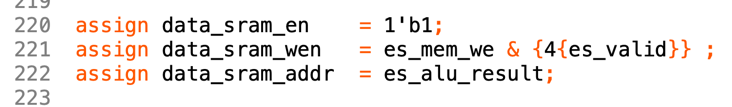 219
220 assign data_sram_en    = 1'b1;
221 assign data_sram_wen   = es_mem_we & {4{es_valid}} ;
222 assign data_sram_addr  = es_alu_result;
223